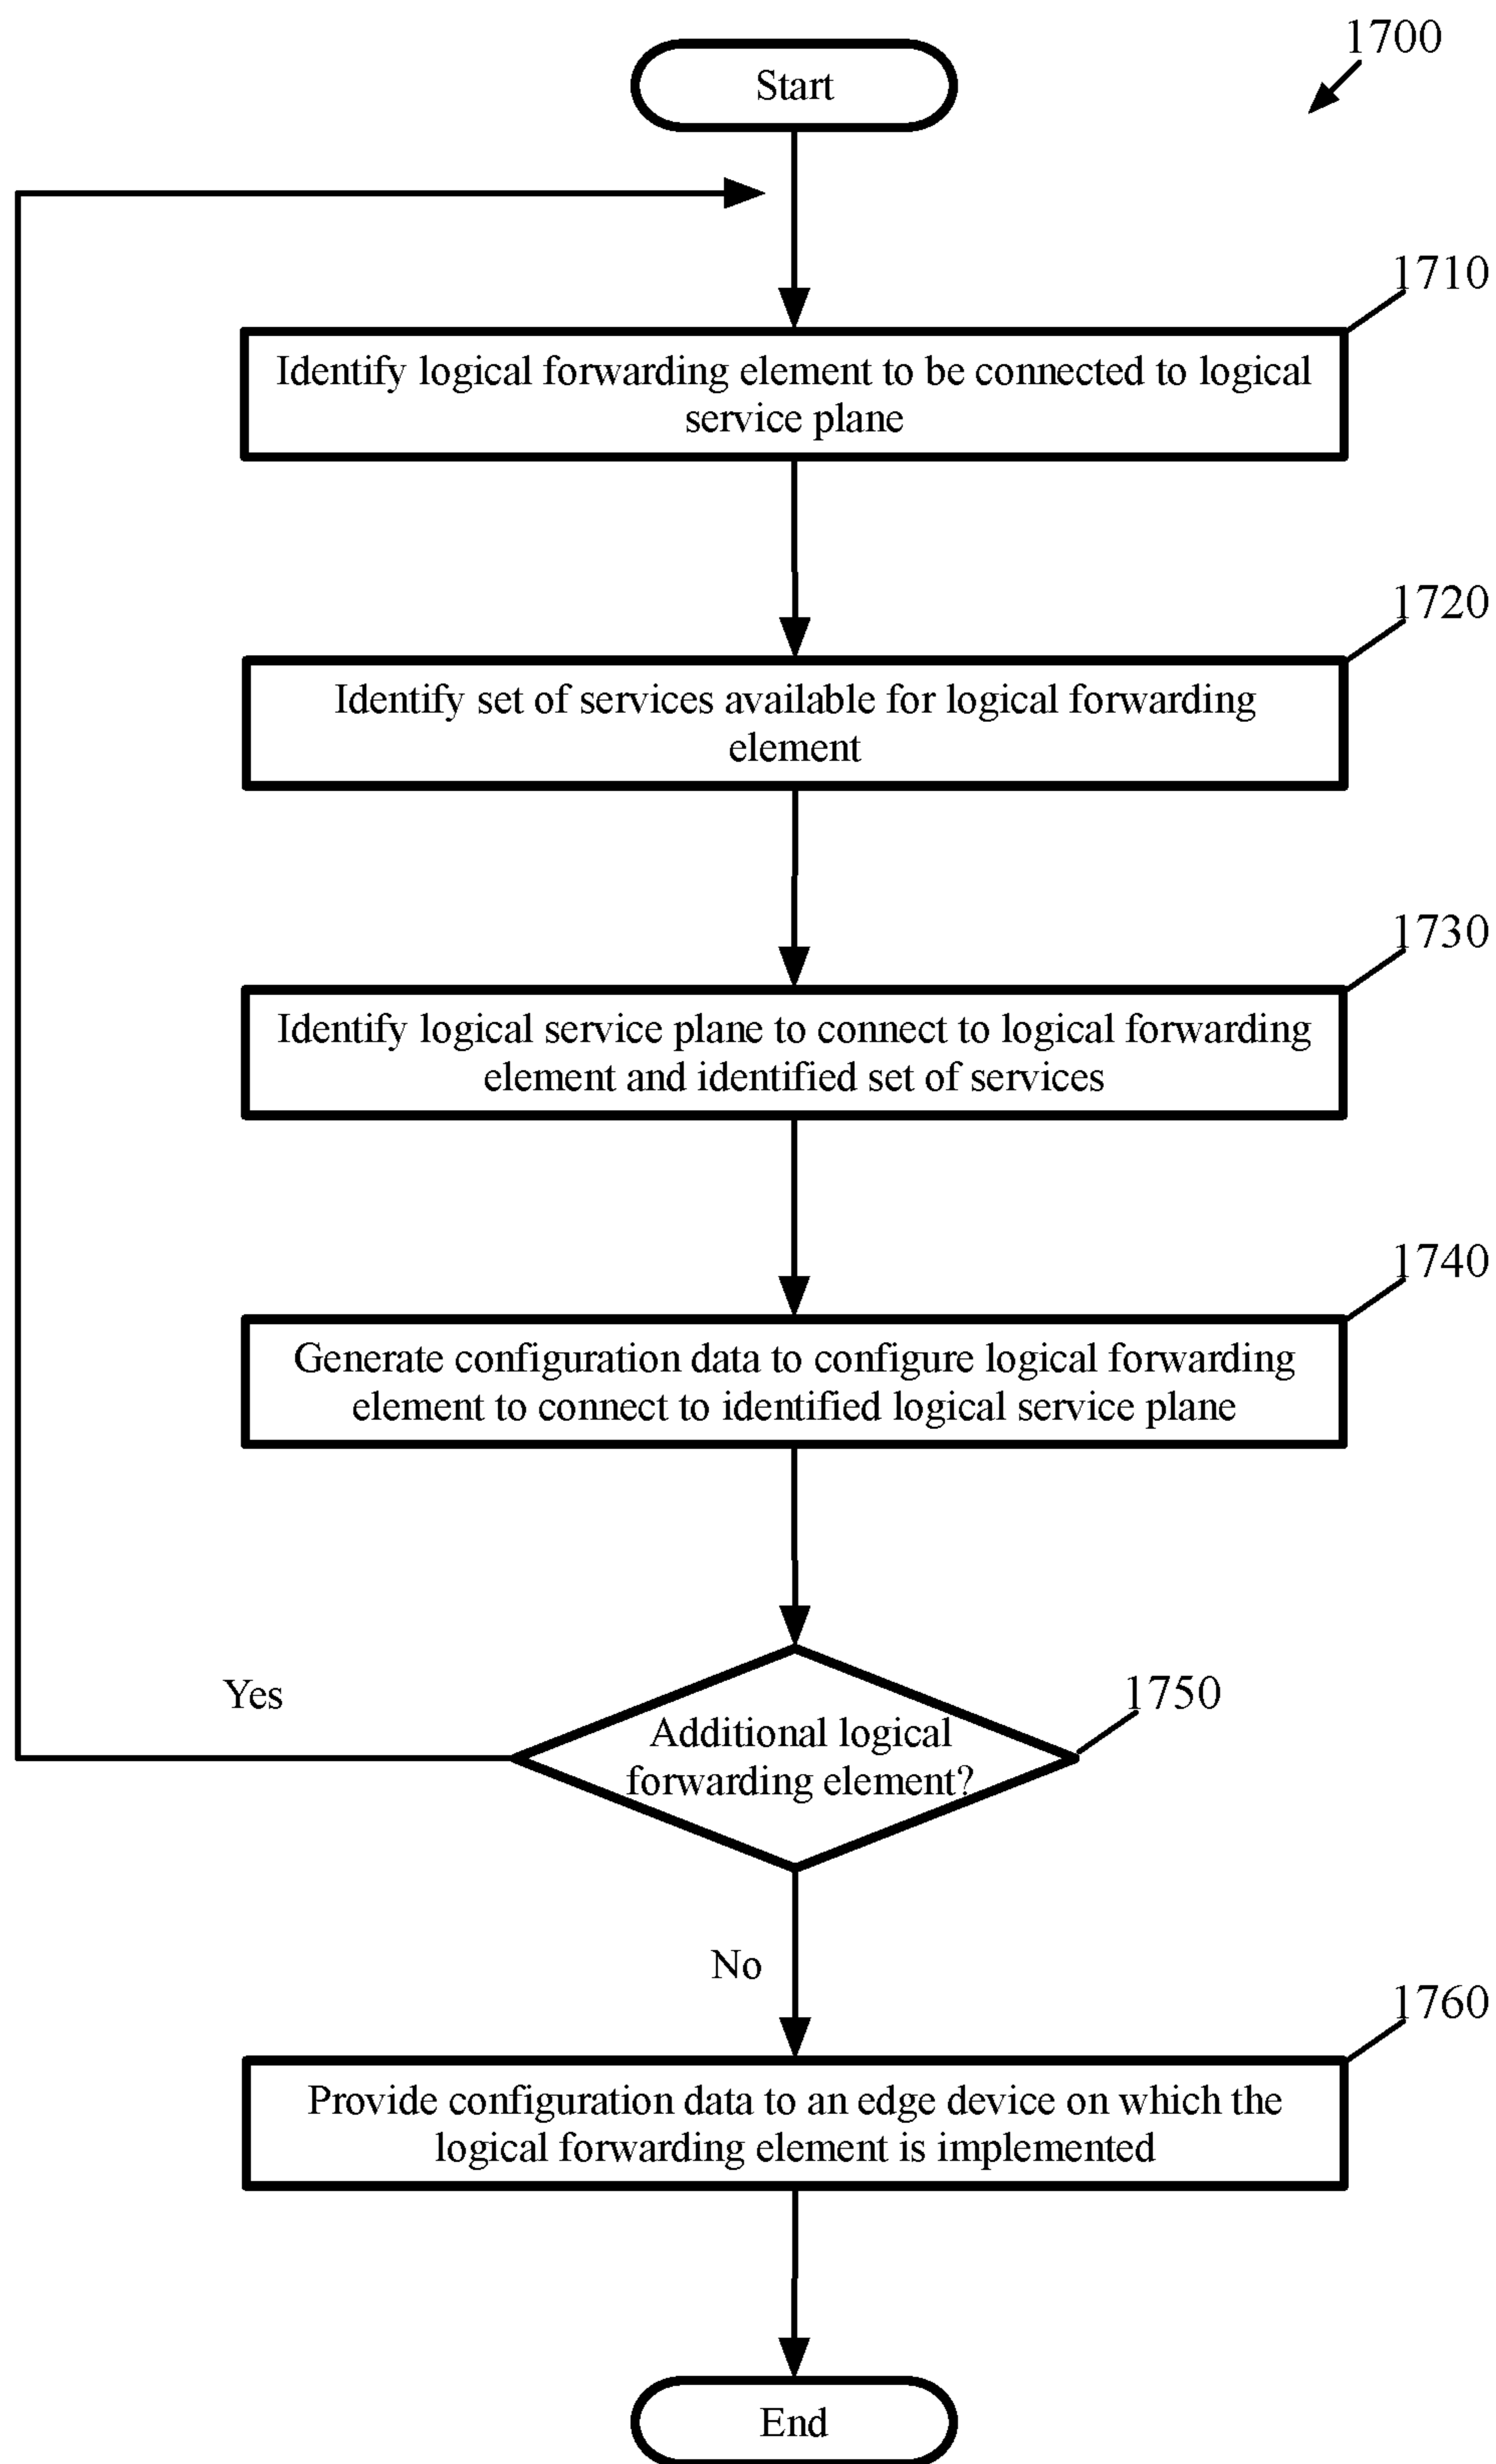 1700
Start
1710
Identify logical forwarding element to be connected to logical
service plane
1720
Identify set of services available for logical forwarding
element
1730
Identify logical service plane to connect to logical forwarding
element and identified set of services
1740
Generate configuration data to configure logical forwarding
element to connect to identified logical service plane
Yes
1750
Additional logical
forwarding element?
No
1760
Provide configuration data to an edge device on which the
logical forwarding element is implemented
End